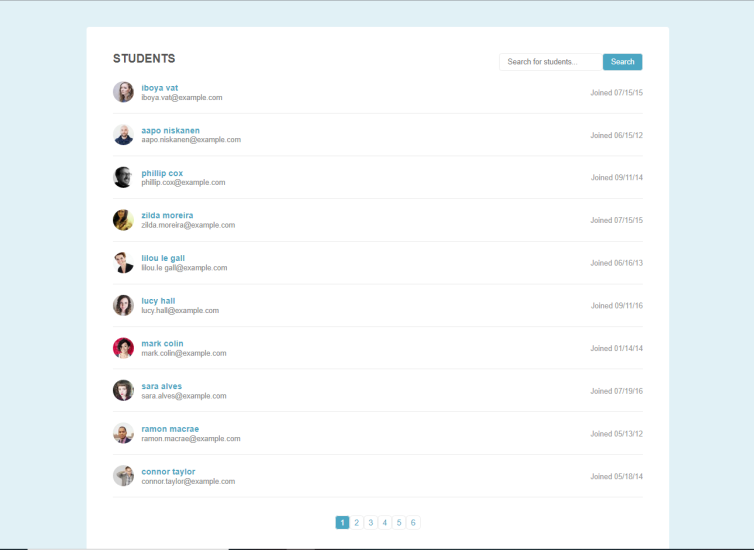 STUDENTS
Search for students... Search
iboya vat
iboya.vat@example.com
Joined 07/15/15
aapo niskanen
aapo.niskanen@example.com
Joined 06/15/12
phillip cox
phillip.cox@example.com
Joined 09/11/14
zilda moreira
zilda.moreira@example.com
Joined 07/15/15
lilou le gall
lilou.le gall@example.com
Joined 06/16/13
lucy hall
lucy.hall@example.com
Joined 09/11/16
mark colin
mark.colin@example.com
Joined 01/14/14
sara alves
sara.alves@example.com
Joined 07/19/16
ramon macrae
ramon.macrae@example.com
Joined 05/13/12
connor taylor
connor.taylor@example.com
Joined 05/18/14
1 2 3 4 5 6